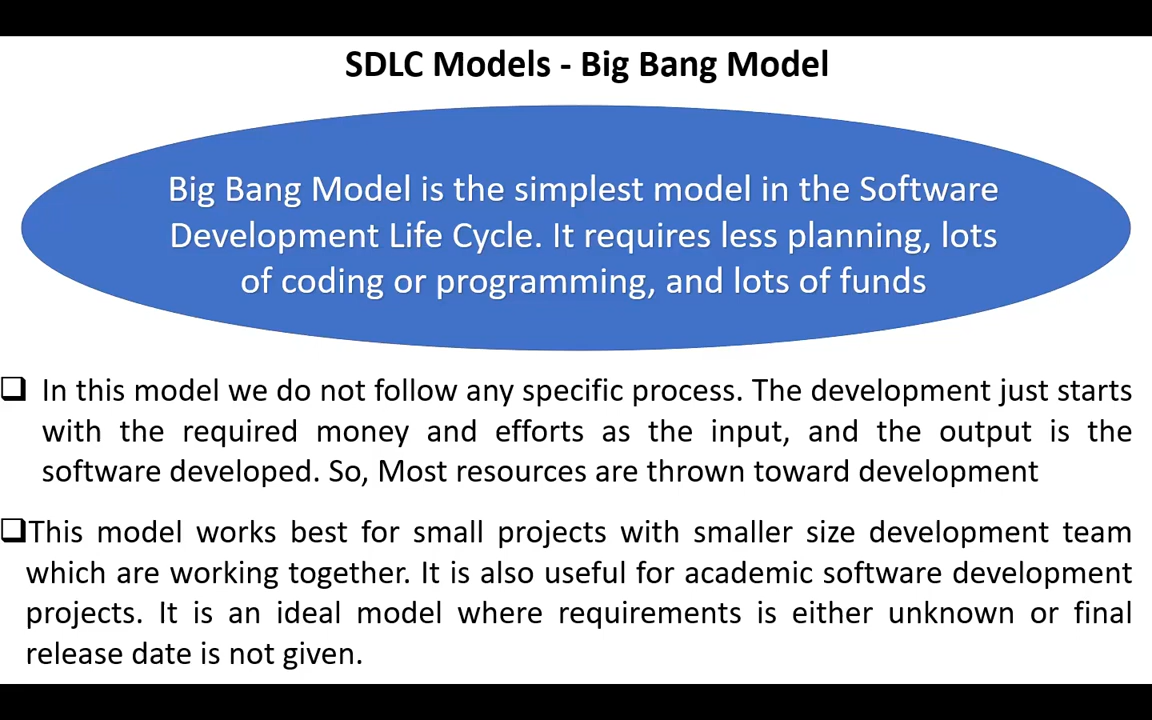 SDLC Models - Big Bang Model
Big Bang Model is the simplest model in the Software
Development Life Cycle. It requires less planning, lots
of coding or programming, and lots of funds
In this model we do not follow any specific process. The development just starts
with the required money and efforts as the input, and the output is the
software developed. So, Most resources are thrown toward development
This model works best for small projects with smaller size development team
which are working together. It is also useful for academic software development
projects. It is an ideal model where requirements is either unknown or final
release date is not given.